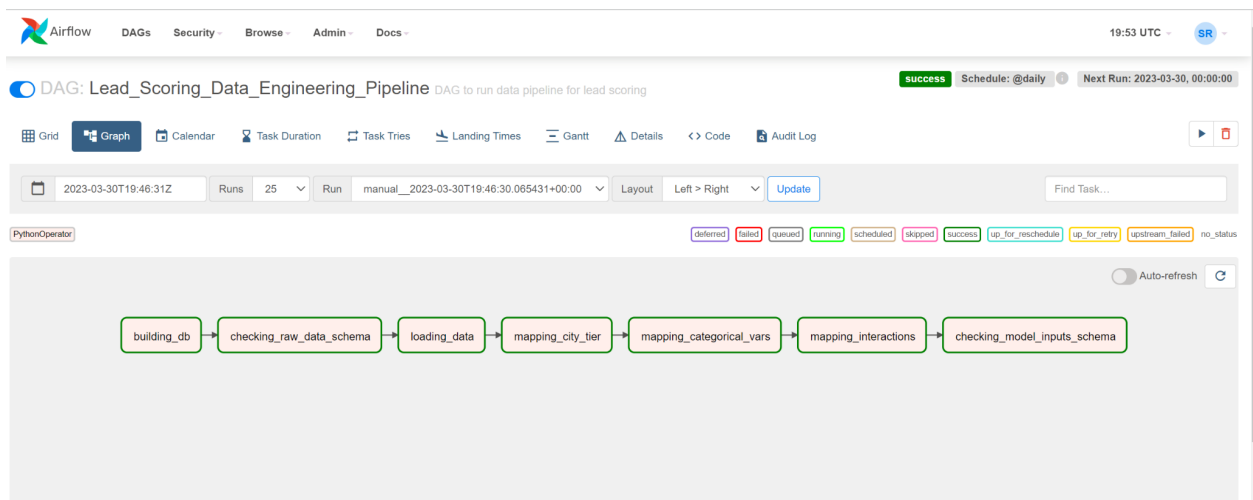 Airflow DAGs Security Browse Admin Docs 19:53 UTC SR
DAG: Lead_Scoring_Data_Engineering_Pipeline DAG to run data pipeline for lead scoring success Schedule: @daily i Next Run: 2023-03-30, 00:00:00
Grid Graph Calendar Task Duration Task Tries Landing Times Gantt Details <> Code Audit Log
2023-03-30T19:46:31Z Runs 25 Run manual__2023-03-30T19:46:30.065431+00:00 Layout Left > Right Update Find Task...
PythonOperator deferred failed queued running scheduled skipped success up_for_reschedule up_for_retry upstream_failed no_status
Auto-refresh
building_db checking_raw_data_schema loading_data mapping_city_tier mapping_categorical_vars mapping_interactions checking_model_inputs_schema